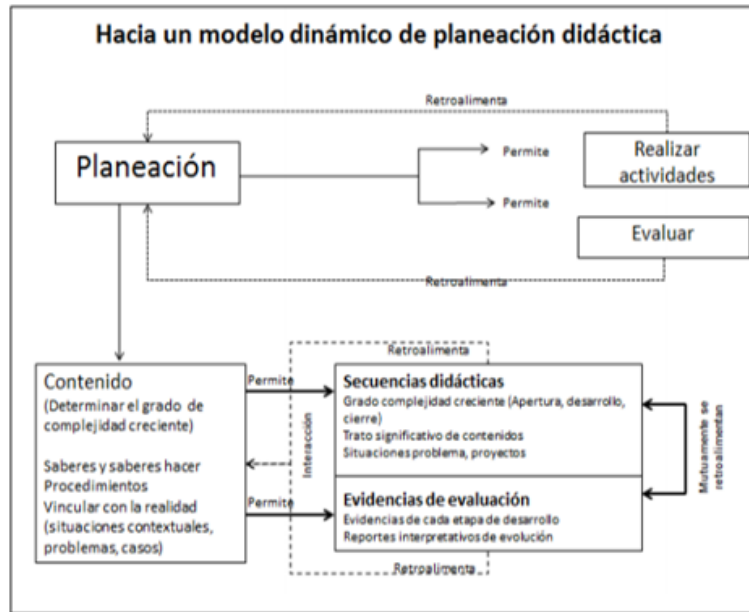 Hacia un modelo dinámico de planeación didáctica
Retroalimenta
Planeación
Permite
Realizar
actividades
Permite
Evaluar
Retroalimenta
Contenido
(Determinar el grado de
complejidad creciente)
Saberes y saberes hacer
Procedimientos
Vincular con la realidad
(situaciones contextuales,
problemas, casos)
Permite
Permite
Interacción
Retroalimenta
Secuencias didácticas
Grado complejidad creciente (Apertura, desarrollo,
cierre)
Trato significativo de contenidos
Situaciones problema, proyectos
Evidencias de evaluación
Evidencias de cada etapa de desarrollo
Reportes interpretativos de evolución
Retroalimenta
Mutuamente se
retroalimentan